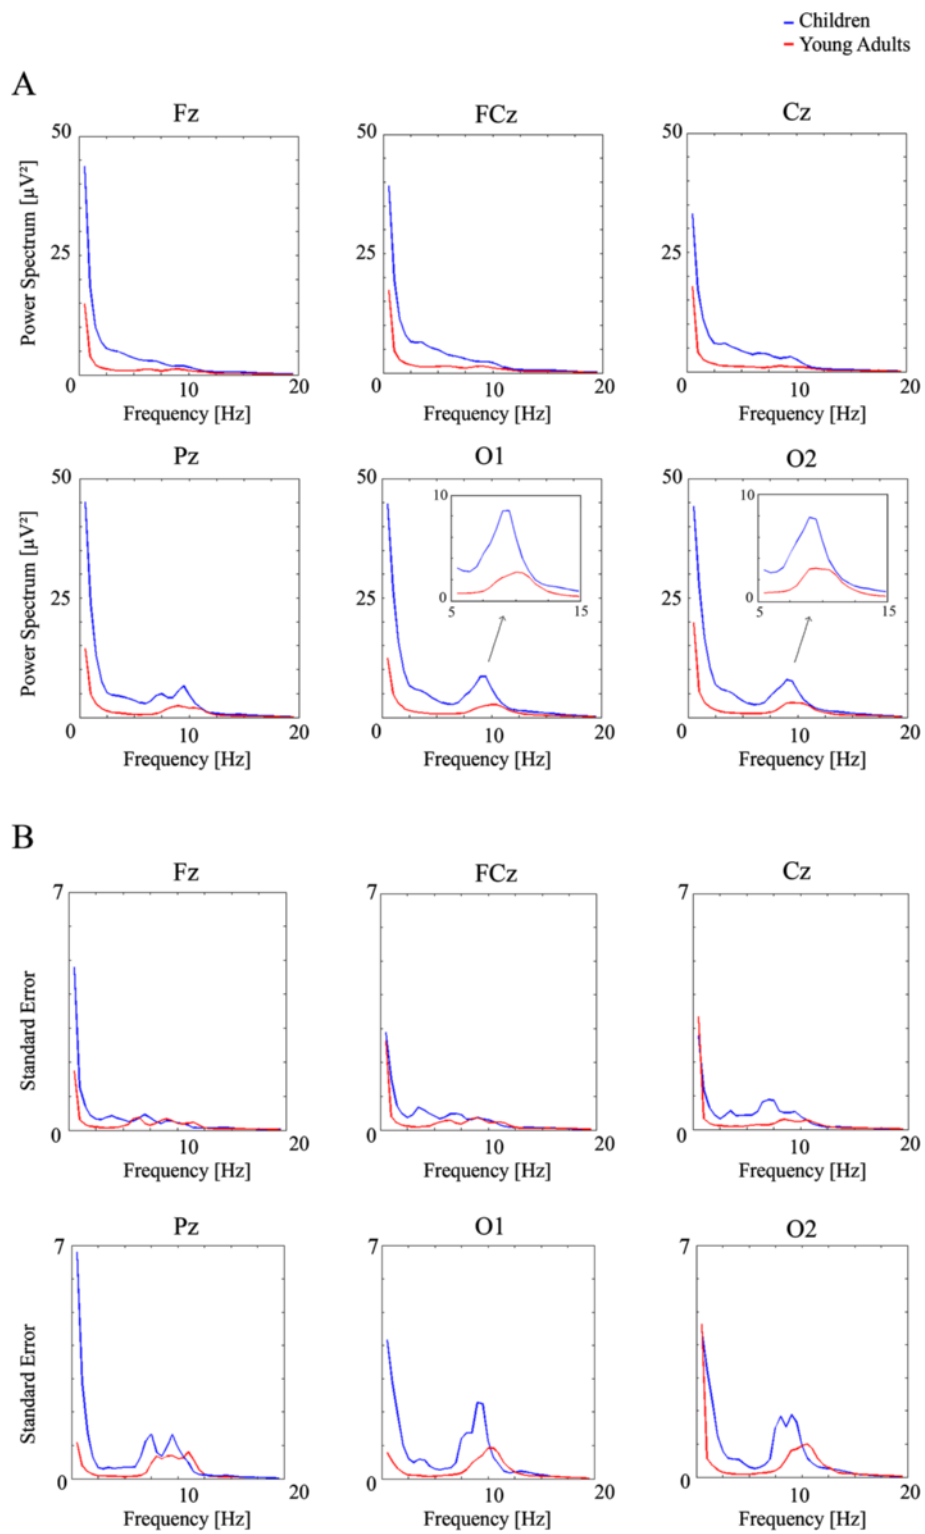 Children
Young Adults
A
Fz FCz Cz
50 50 50
Power Spectrum [µV²]
25 25 25
0 20 0 10 20 0 10 20
10
Frequency [Hz] Frequency [Hz] Frequency [Hz]
Pz O1 O2
50 50 50
10 10
0 0
5 15 5 15
Power Spectrum [µV²]
25 25 25
0 10 20 0 10 20 0 10 20
Frequency [Hz] Frequency [Hz] Frequency [Hz]
B
Fz FCz Cz
7 7 7
Standard Error
0 10 20 0 10 20 0 10 20
Frequency [Hz] Frequency [Hz] Frequency [Hz]
Pz O1 O2
7 7 7
Standard Error
0 10 20 0 10 20 0 10 20
Frequency [Hz] Frequency [Hz] Frequency [Hz]